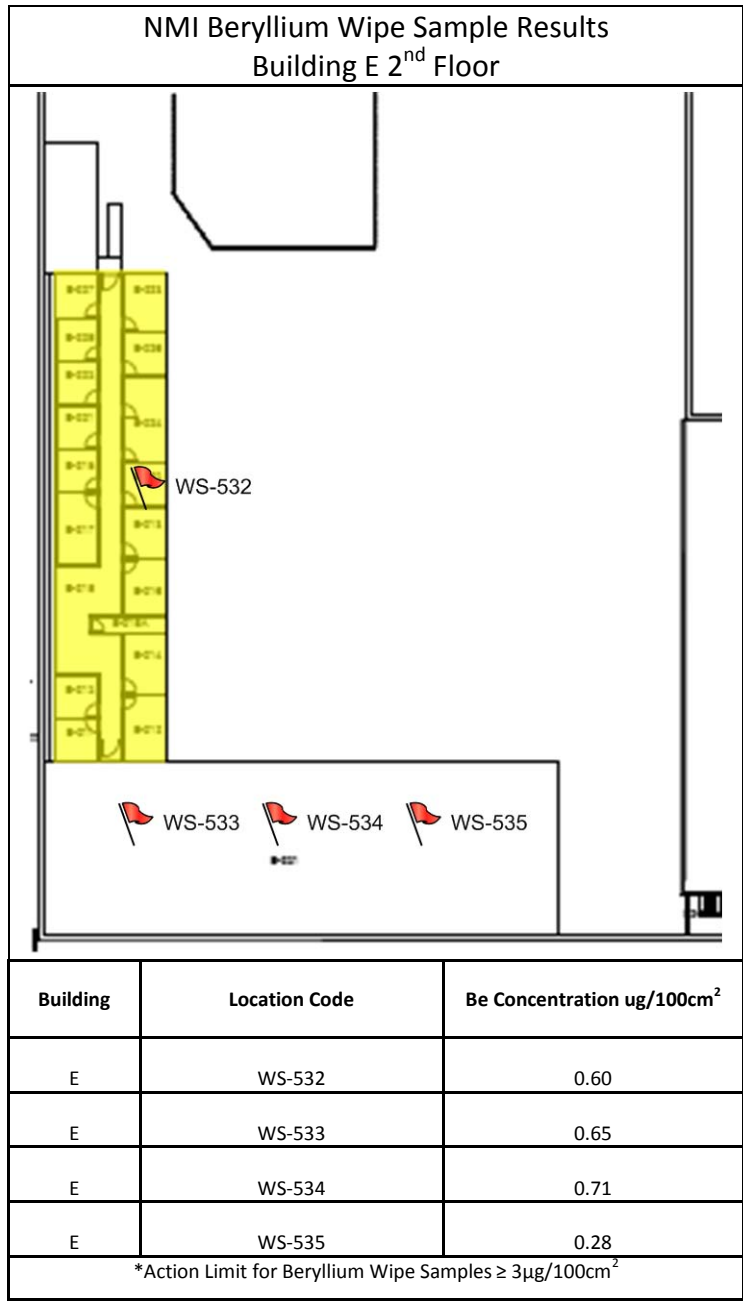 NMI Beryllium Wipe Sample Results
Building E 2nd Floor
WS-532
WS-533
WS-534
WS-535
Building Location Code Be Concentration ug/100cm2
E WS-532 0.60
E WS-533 0.65
E WS-534 0.71
E WS-535 0.28
*Action Limit for Beryllium Wipe Samples ≥ 3µg/100cm2